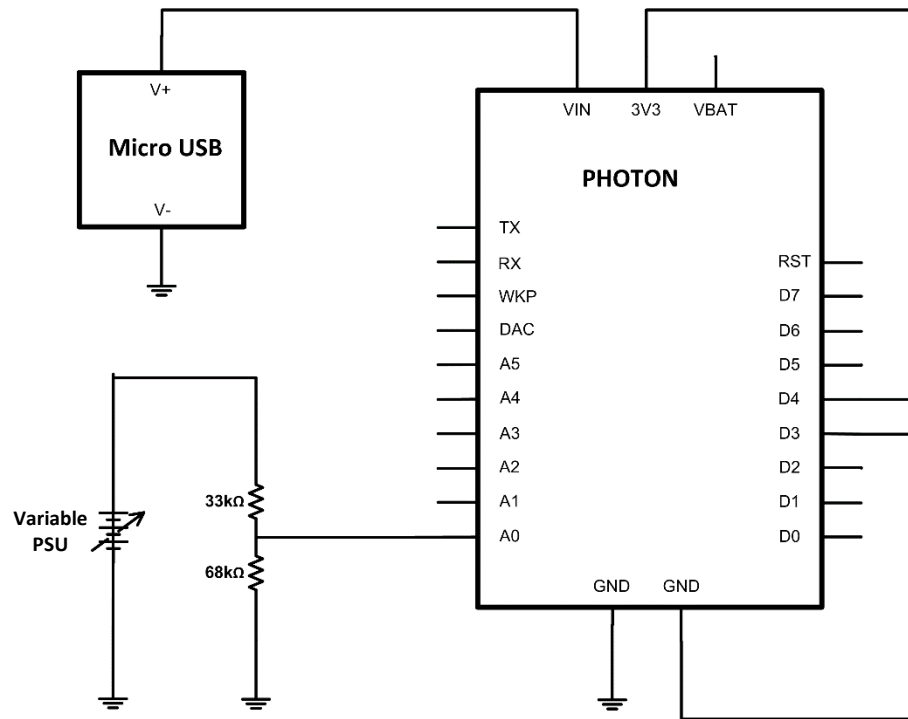 V+
Micro USB
V-
VIN 3V3 VBAT
PHOTON
TX
RX
WKP
DAC
A5
A4
A3
A2
A1
A0
RST
D7
D6
D5
D4
D3
D2
D1
D0
GND GND
Variable
PSU
33kΩ
68kΩ